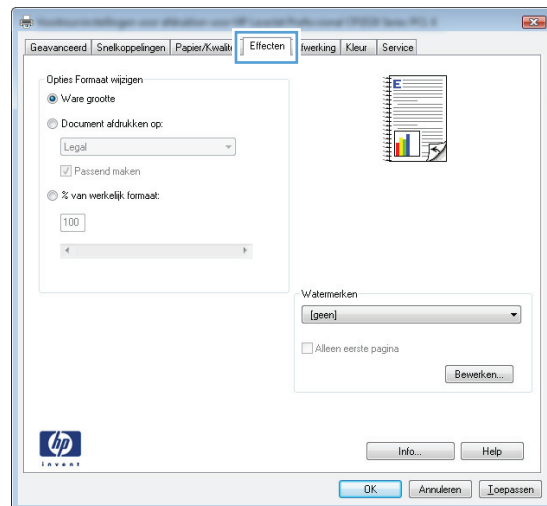 Geavanceerd Snelkoppelingen Papier/Kwalit Effecten fwerking Kleur Service
Opties Formaat wijzigen
Ware grootte
Document afdrukken op:
Legal
Passend maken
% van werkelijk formaat:
100
E
Watermerken
[geen]
Alleen eerste pagina
Bewerken...
hp
invent
Info... Help
OK Annuleren Toepassen